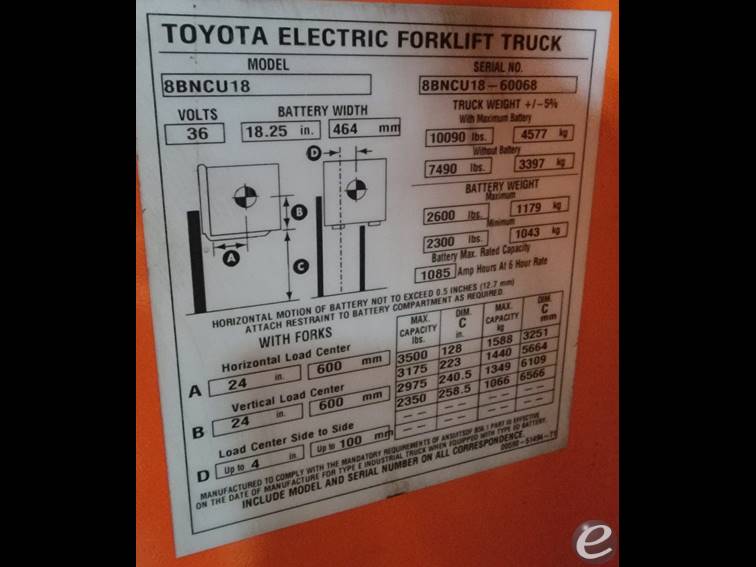 TOYOTA ELECTRIC FORKLIFT TRUCK
MODEL
8BNCU18
SERIAL NO.
8BNCU18-60068
VOLTS
36
BATTERY WIDTH
18.25 in. 464 mm
TRUCK WEIGHT +/-5%
With Maximum Battery
10090 lbs. 4577 kg
Without Battery
7490 lbs. 3397 kg
BATTERY WEIGHT
Maximum
2600 lbs. 1179 kg
Minimum
2300 lbs. 1043 kg
Battery Max. Rated Capacity
1085 Amp Hours At 6 Hour Rate
D
B
A
C
HORIZONTAL MOTION OF BATTERY NOT TO EXCEED 0.5 INCHES (12.7 mm)
ATTACH RESTRAINT TO BATTERY COMPARTMENT AS REQUIRED.
WITH FORKS
Horizontal Load Center
A 24 in. 600 mm
Vertical Load Center
B 24 in. 600 mm
Load Center Side to Side
D Up to 4 in. Up to 100 mm
MAX. CAPACITY lbs. DIM. C in. MAX. CAPACITY kg DIM. C mm
3500 128 1588 3251
3175 223 1440 5664
2975 240.5 1349 6109
2350 258.5 1066 6566
MANUFACTURED TO COMPLY WITH THE MANDATORY REQUIREMENTS OF B56.1 PART III EFFECTIVE
ON THE DATE OF MANUFACTURE FOR TYPE E INDUSTRIAL TRUCK WHEN EQUIPPED WITH TYPE BATTERY.
INCLUDE MODEL AND SERIAL NUMBER ON ALL CORRESPONDENCE.
e